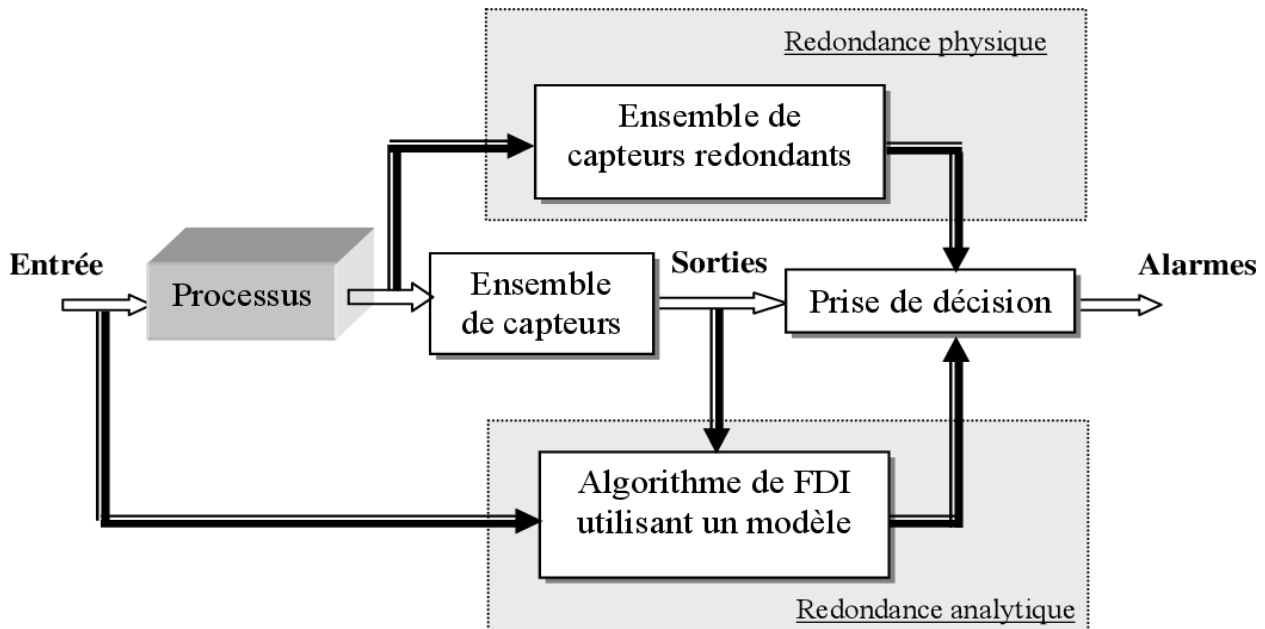 Redondance physique
Ensemble de
capteurs redondants
Entrée
Processus
Ensemble
de capteurs
Sorties
Prise de décision
Alarmes
Algorithme de FDI
utilisant un modèle
Redondance analytique